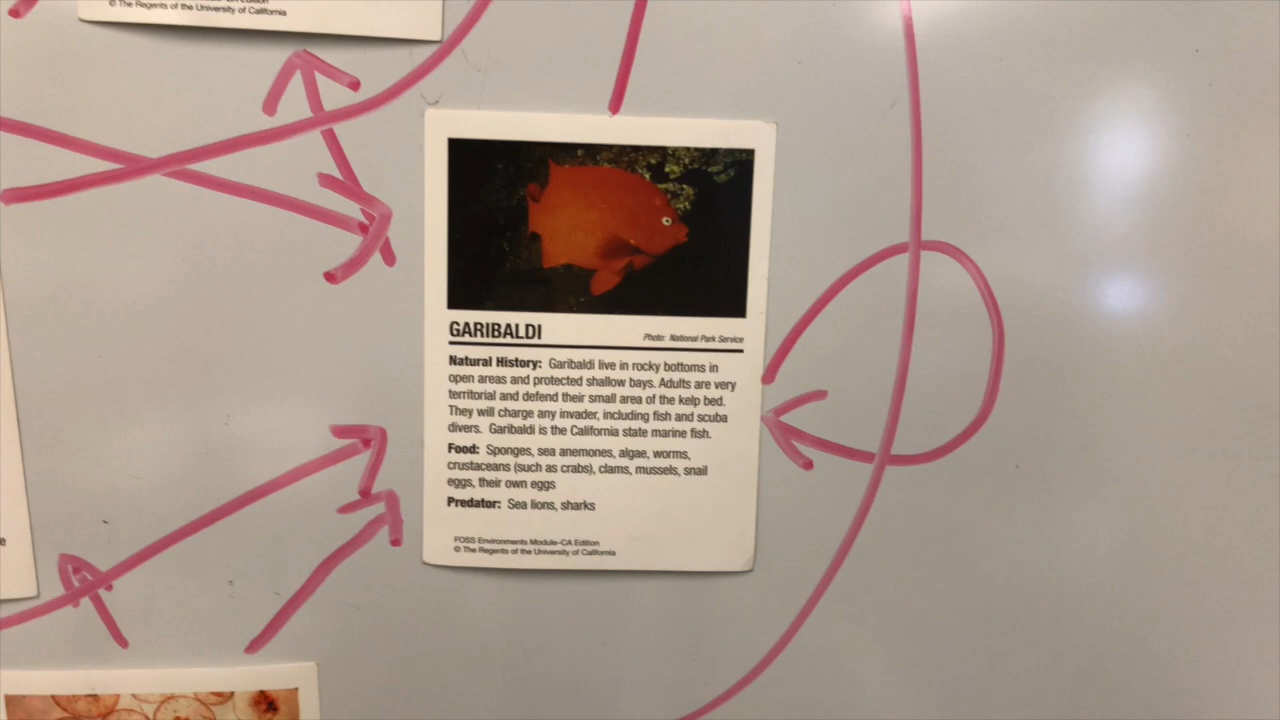 © The Regents of the University of California
GARIBALDI
Photo: National Park Service
Natural History: Garibaldi live in rocky bottoms in
open areas and protected shallow bays. Adults are very
territorial and defend their small area of the kelp bed.
They will charge any invader, including fish and scuba
divers. Garibaldi is the California state marine fish.
Food: Sponges, sea anemones, algae, worms,
crustaceans (such as crabs), clams, mussels, snail
eggs, their own eggs
Predator: Sea lions, sharks
FOSS Environments Module–CA Edition
© The Regents of the University of California
e